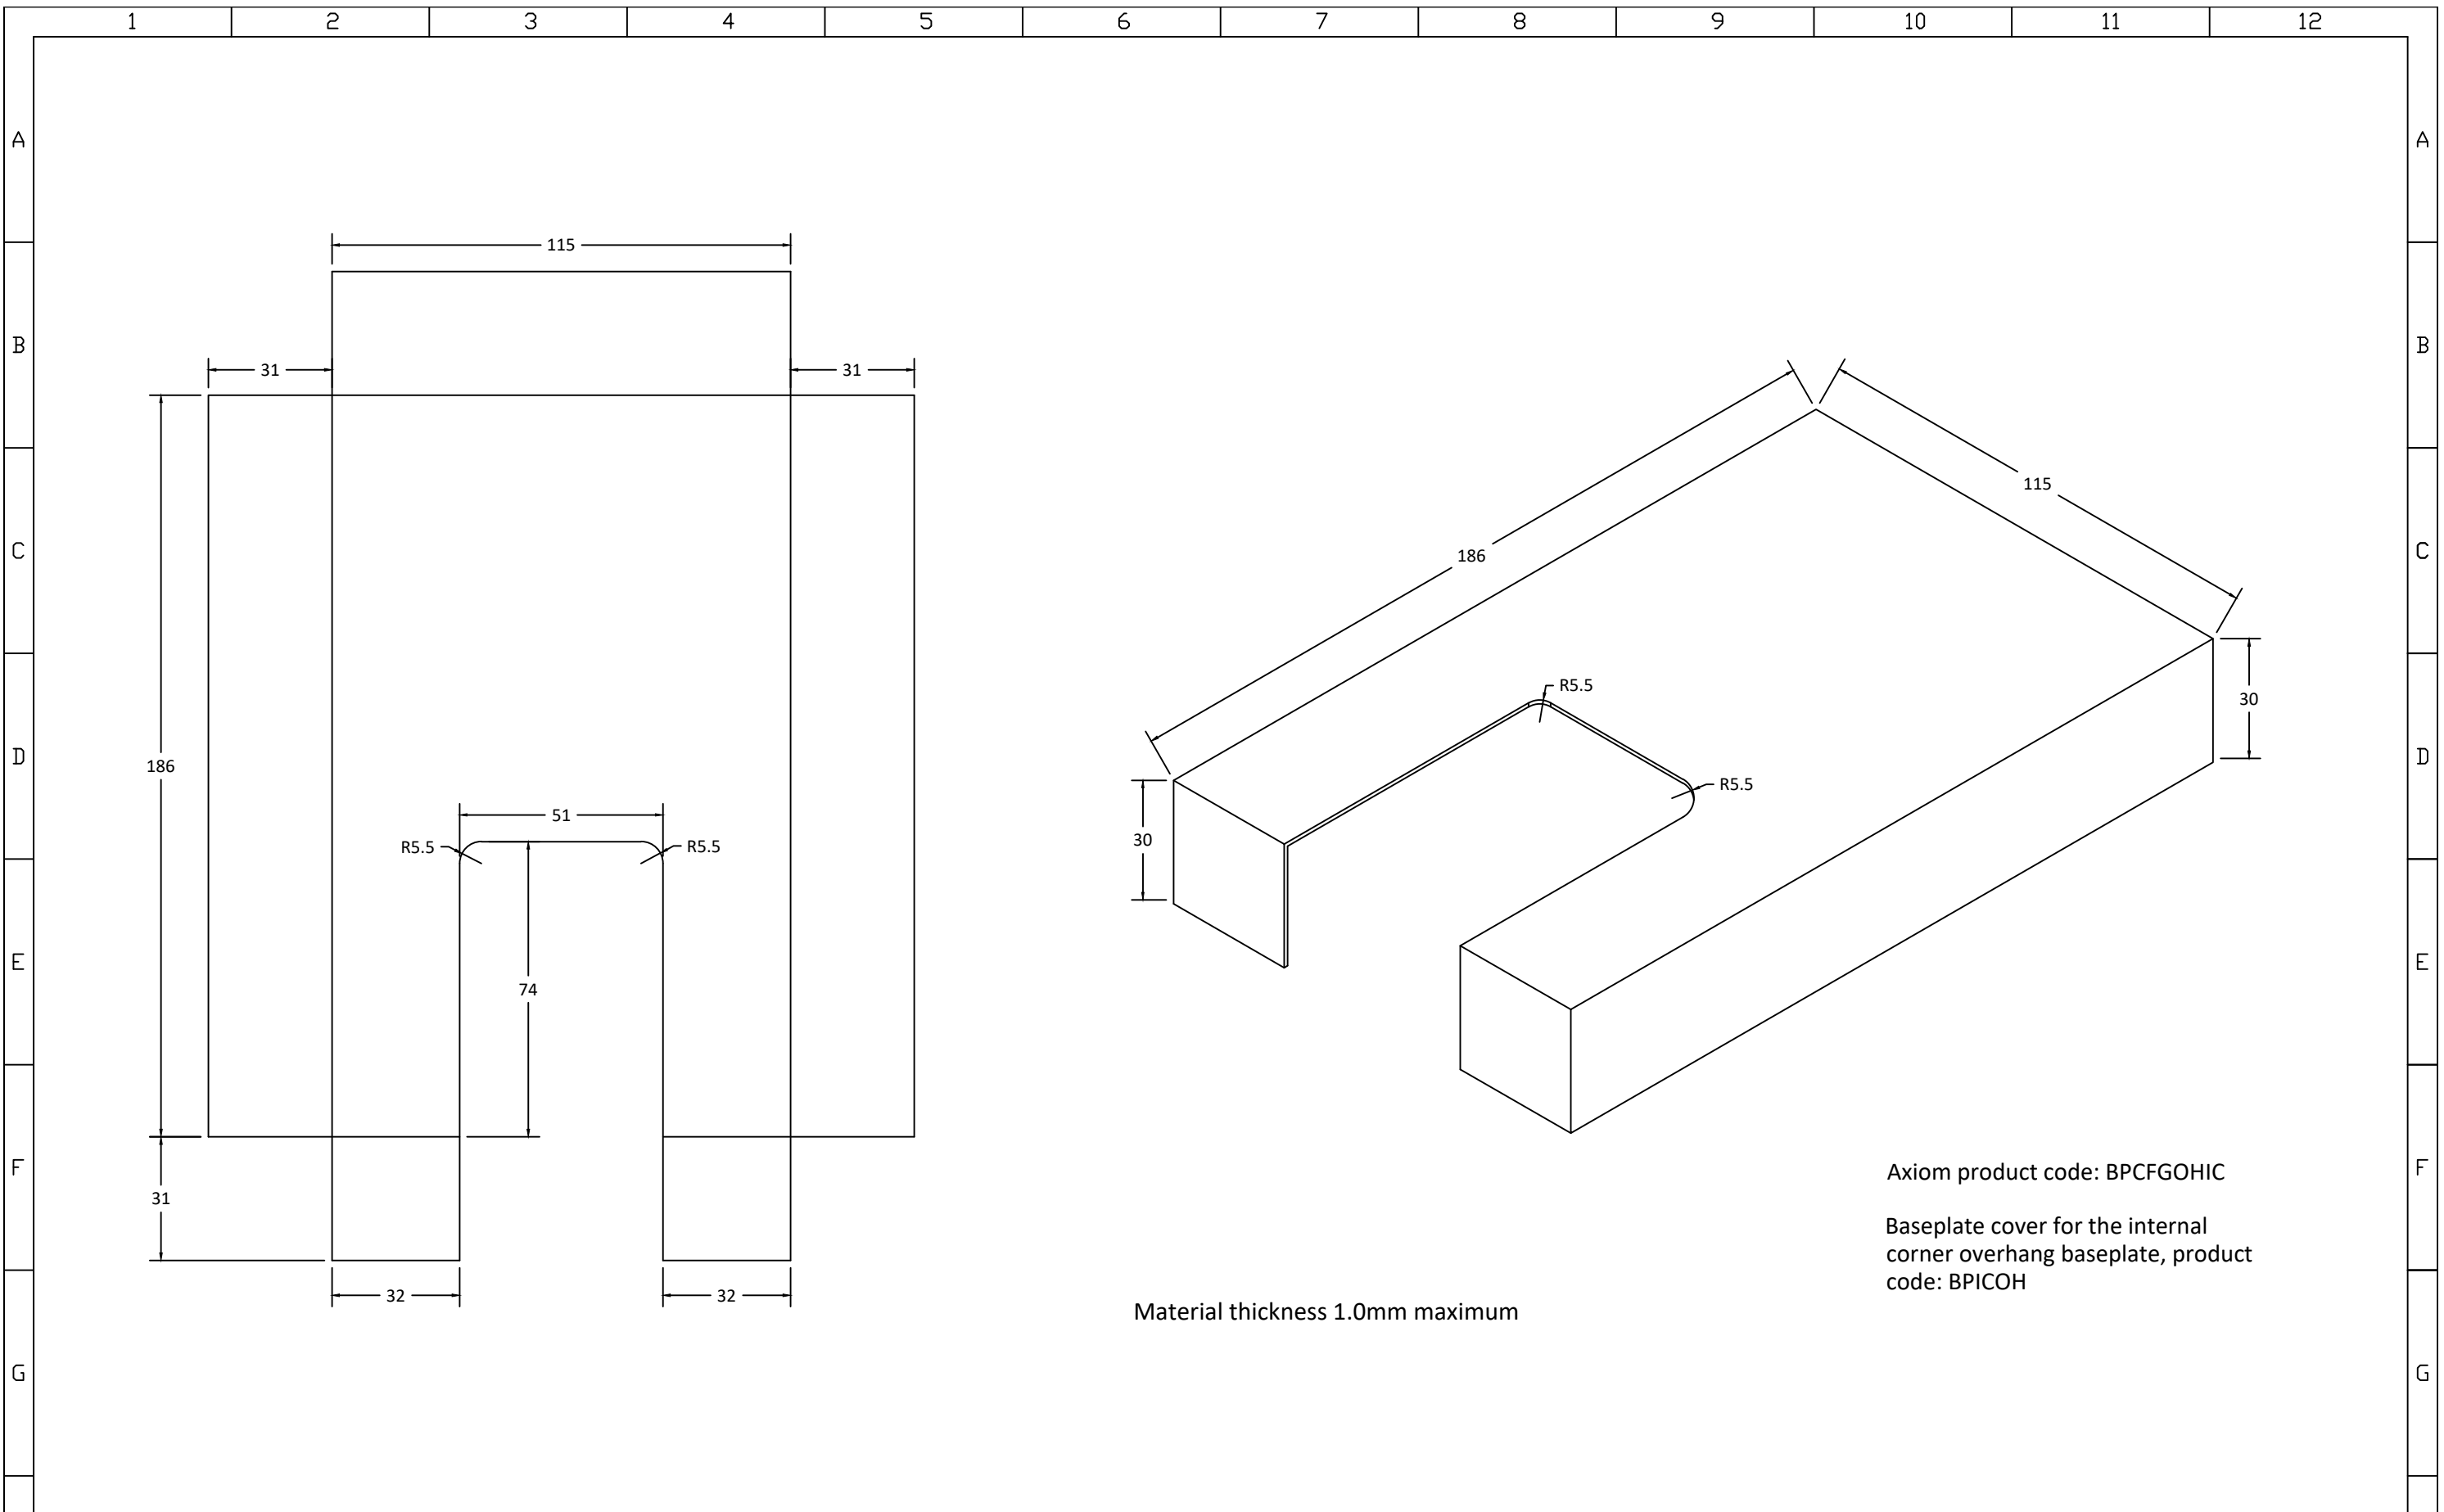 1 2 3 4 5 6 7 8 9 10 11 12
A A
115
B B
31 31
115
C C
186
R5.5
30
D D
186
R5.5
51
30
R5.5 R5.5
E E
74
Axiom product code: BPCFGOHIC
F F
31
Baseplate cover for the internal
corner overhang baseplate, product
code: BPICOH
32 32
Material thickness 1.0mm maximum
G G